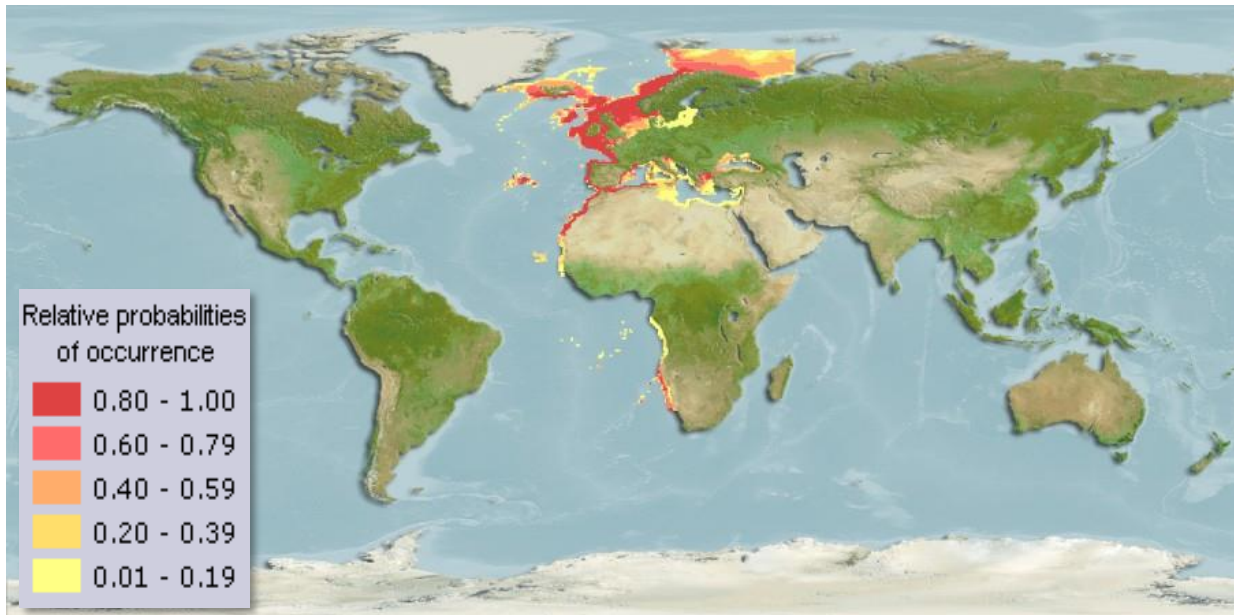 Relative probabilities
of occurrence
0.80 - 1.00
0.60 - 0.79
0.40 - 0.59
0.20 - 0.39
0.01 - 0.19